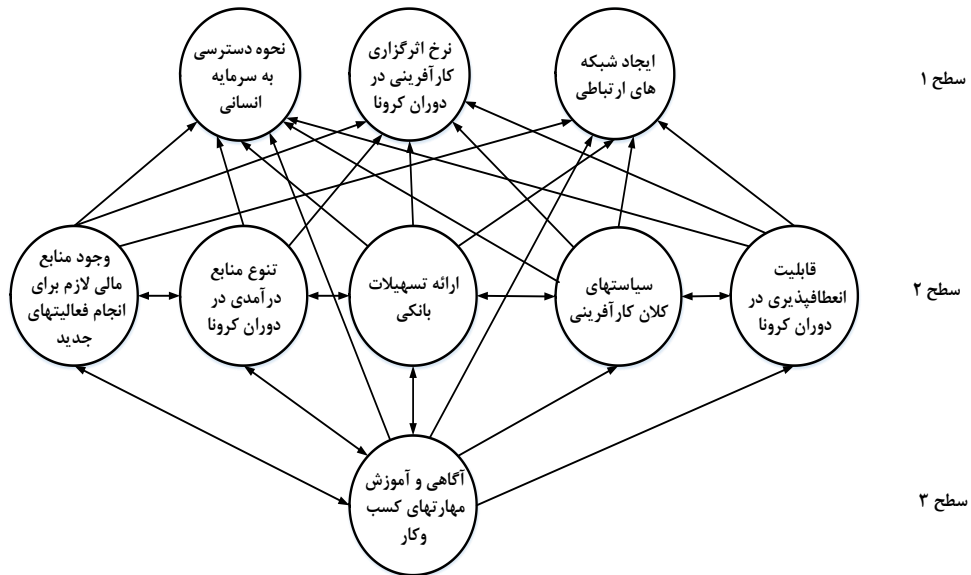 نحوه دسترسی
به سرمایه
انسانی
نرخ اثرگزاری
کارآفرینی در
دوران کرونا
ایجاد شبکه
های ارتباطی
سطح ۱
وجود منابع
مالی لازم برای
انجام فعالیتهای
جدید
تنوع منابع
درآمدی در
دوران کرونا
ارائه تسهیلات
بانکی
سیاستهای
کلان کارآفرینی
قابلیت
انعطافپذیری در
دوران کرونا
سطح ۲
آگاهی و آموزش
مهارتهای کسب
وکار
سطح ۳